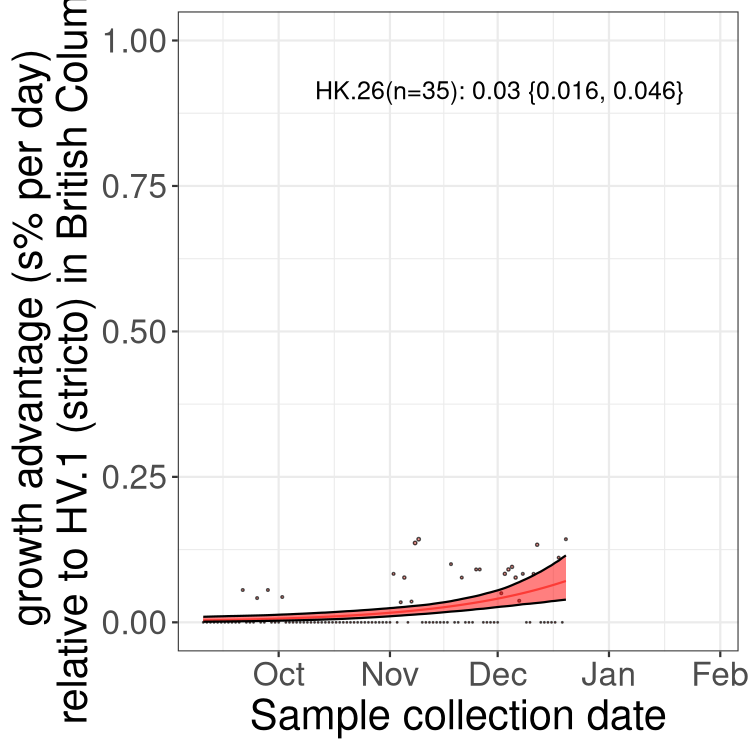 growth advantage (s% per day)
relative to HV.1 (stricto) in British Colum
1.00
0.75
0.50
0.25
0.00
HK.26(n=35): 0.03 {0.016, 0.046}
Oct Nov Dec Jan Feb
Sample collection date